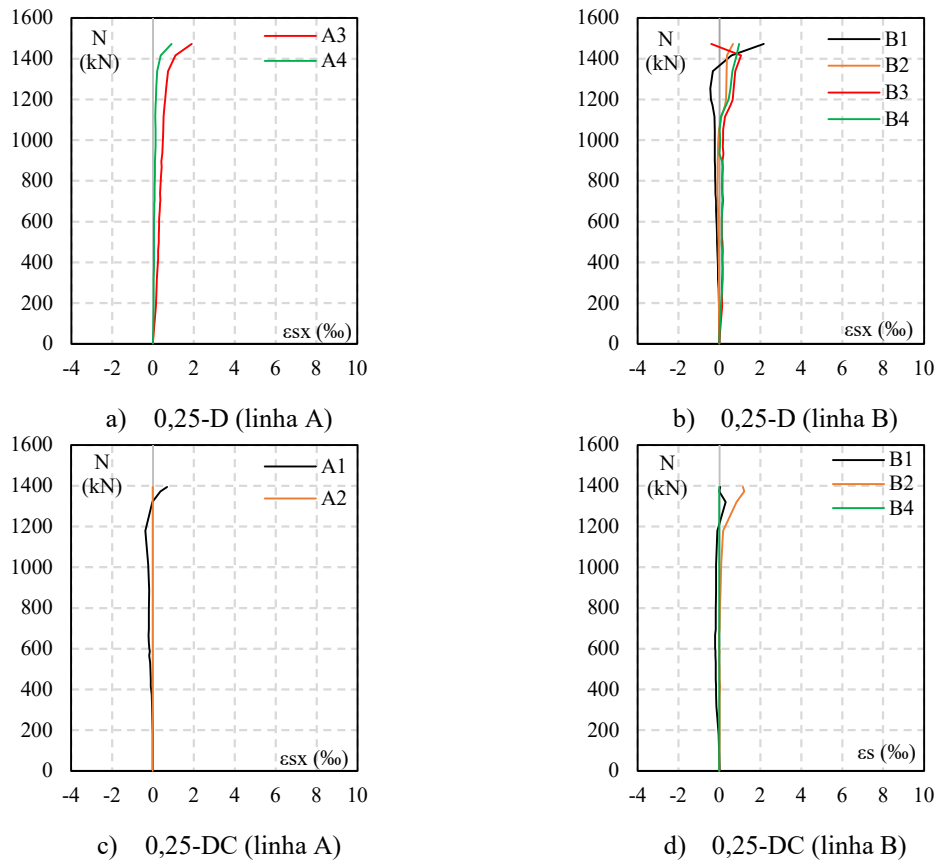 1600
1400
1200
1000
800
600
400
200
0
N
(kN)
A3
A4
εsx (‰)
-4 -2 0 2 4 6 8 10
a) 0,25-D (linha A)
1600
1400
1200
1000
800
600
400
200
0
N
(kN)
B1
B2
B3
B4
εsx (‰)
-4 -2 0 2 4 6 8 10
b) 0,25-D (linha B)
1600
1400
1200
1000
800
600
400
200
0
N
(kN)
A1
A2
εsx (‰)
-4 -2 0 2 4 6 8 10
c) 0,25-DC (linha A)
1600
1400
1200
1000
800
600
400
200
0
N
(kN)
B1
B2
B4
εs (‰)
-4 -2 0 2 4 6 8 10
d) 0,25-DC (linha B)